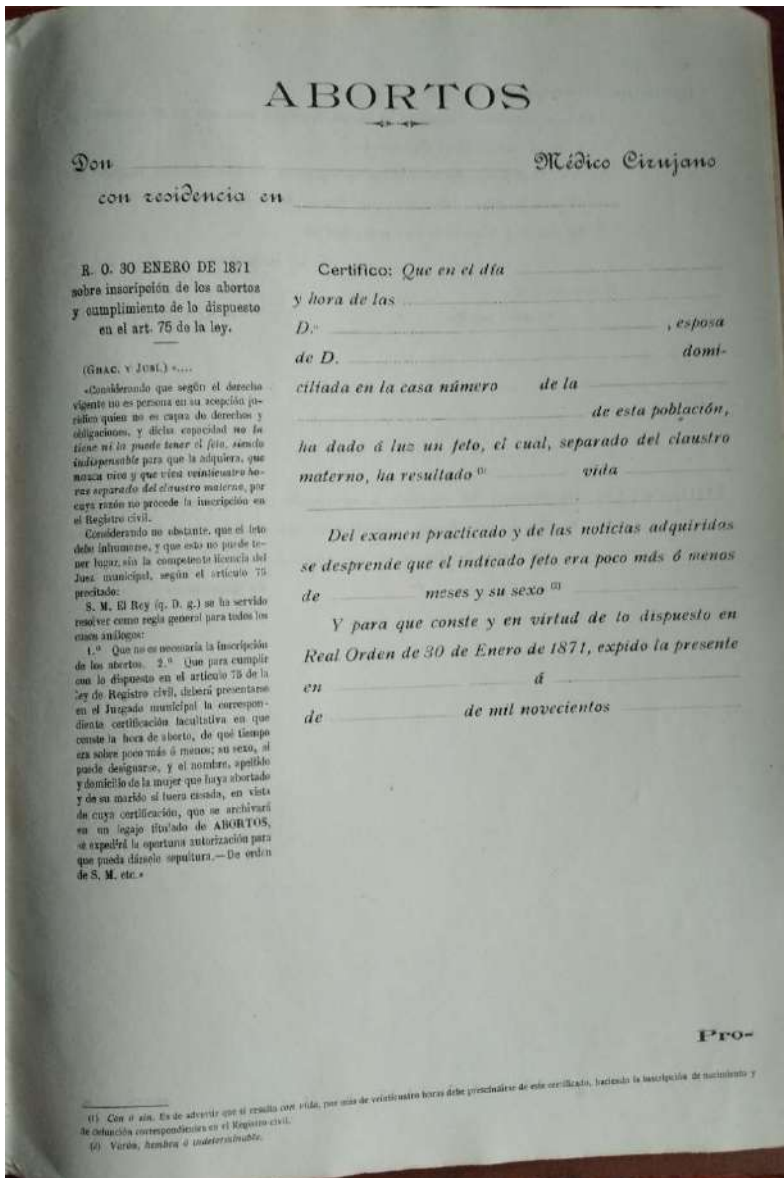 ABORTOS
Don Médico Cirujano
con residencia en
R. O. 30 ENERO DE 1871
sobre inscripción de los abortos
y cumplimiento de lo dispuesto
en el art. 75 de la ley.
(GRAC. Y JUST.) «....
«Considerando que según el derecho
vigente no es persona en su acepción ju-
rídica quien no es capaz de derechos y
obligaciones, y dicha capacidad no la
tiene ni la puede tener el feto, siendo
indispensable para que la adquiera, que
nazca vivo y que viva veinticuatro ho-
ras separado del claustro materno, por
cuya razón no procede la inscripción en
el Registro civil.
Considerando no obstante, que el feto
debe inhumarse, y que esto no puede te-
ner lugar sin la competente licencia del
Juez municipal, según el artículo 75
precitado:
S. M. El Rey (q. D. g.) se ha servido
resolver como regla general para todos los
casos análogos:
1.º Que no es necesaria la inscripción
de los abortos. 2.º Que para cumplir
con lo dispuesto en el artículo 75 de la
ley de Registro civil, deberá presentarse
en el Juzgado municipal la correspon-
diente certificación facultativa en que
conste la hora de aborto, de qué tiempo
era sobre poco más ó menos; su sexo, si
puede designarse, y el nombre, apellido
y domicilio de la mujer que haya abortado
y de su marido si fuera casada, en vista
de cuya certificación, que se archivará
en un legajo titulado de ABORTOS,
se expedirá la oportuna autorización para
que pueda dársele sepultura.—De orden
de S. M. etc.»
Certifico: Que en el día
y hora de las
D.ª , esposa
de D. domi-
ciliada en la casa número de la
de esta población,
ha dado á luz un feto, el cual, separado del claustro
materno, ha resultado (1) vida
Del examen practicado y de las noticias adquiridas
se desprende que el indicado feto era poco más ó menos
de meses y su sexo (2)
Y para que conste y en virtud de lo dispuesto en
Real Orden de 30 de Enero de 1871, expido la presente
en á
de de mil novecientos
Pro-
(1) Con ó sin. Es de advertir que si resulta con vida, por más de veinticuatro horas debe prescindirse de este certificado, haciendo la inscripción de nacimiento y
de defunción correspondientes en el Registro civil.
(2) Varón, hembra ó indeterminable.